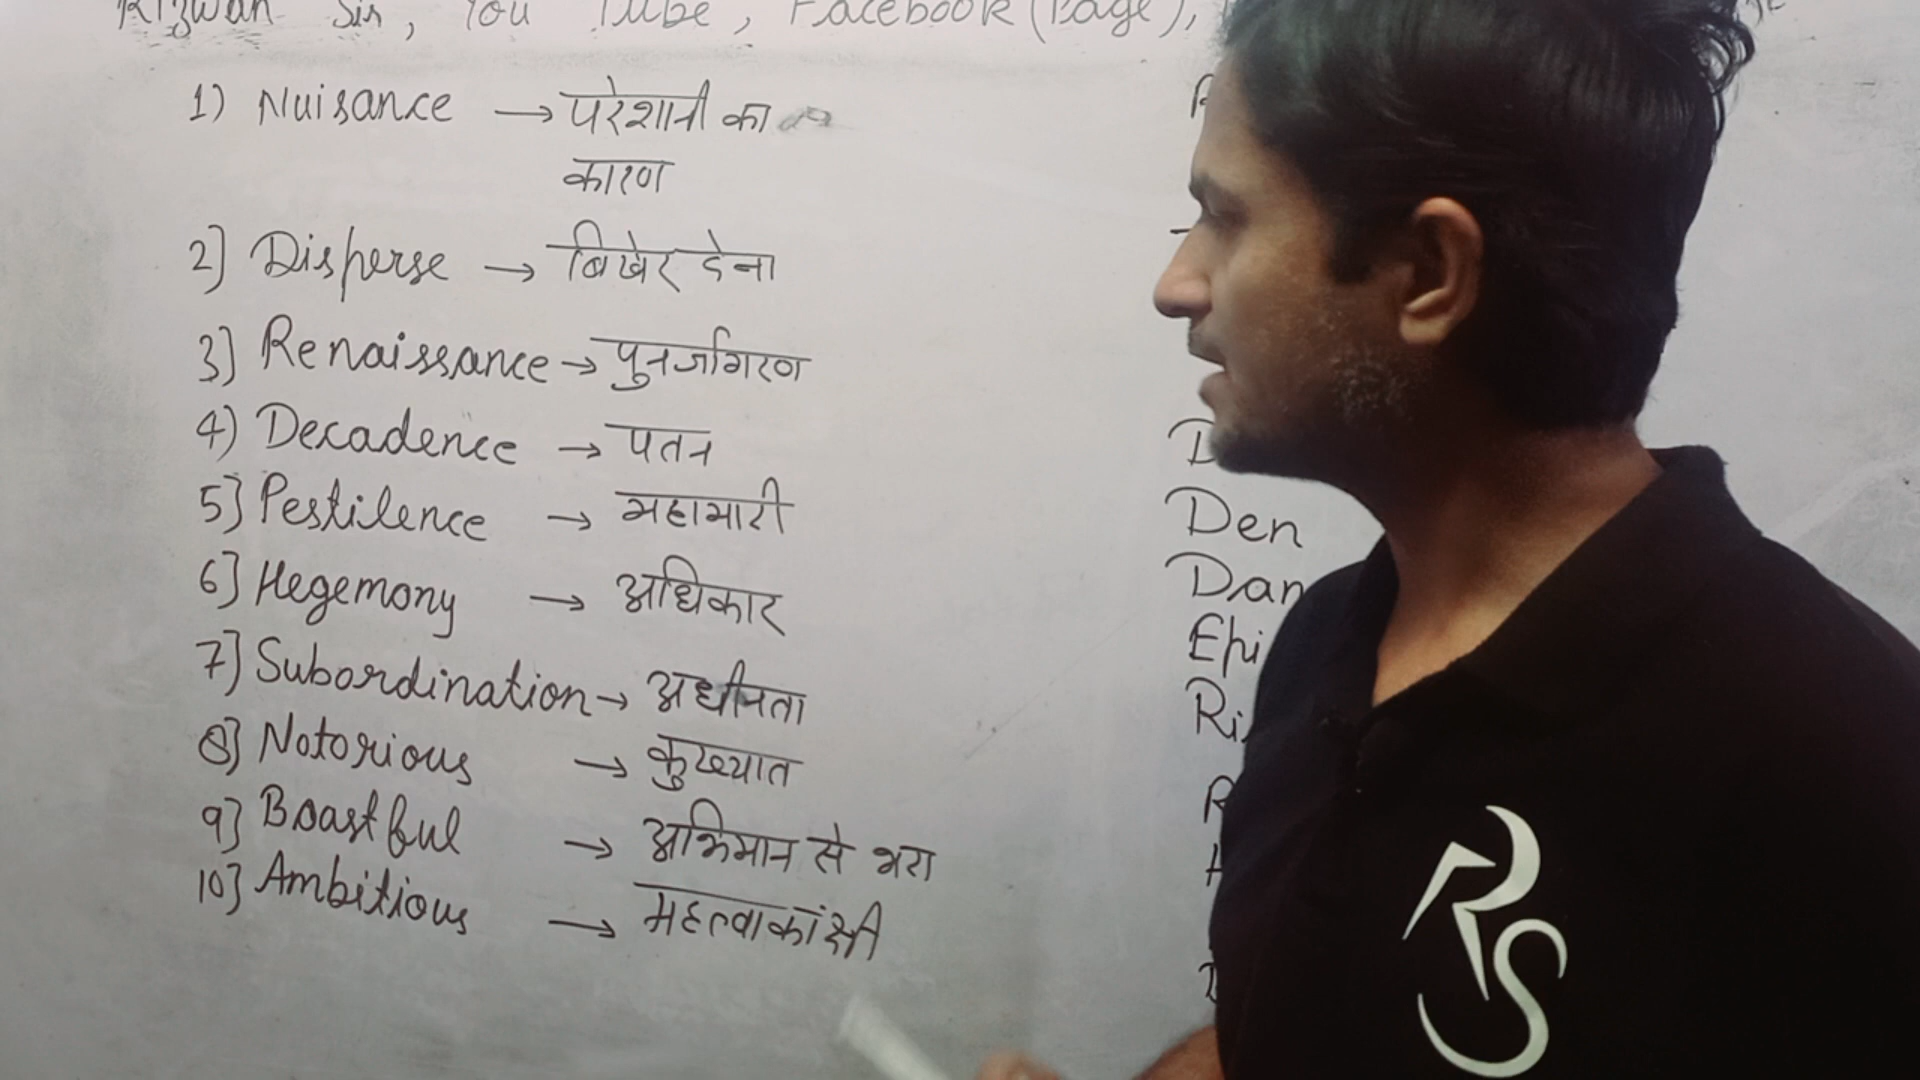 Rizwan Sir, You Tube, Facebook (Page),
1) Nuisance → परेशानी का
कारण
2) Disperse → बिखेर देना
3) Renaissance → पुनर्जागरण
4) Decadence → पतन
5) Pestilence → महामारी
6) Hegemony → अधिकार
7) Subordination → अधीनता
8) Notorious → कुख्यात
9) Boastful → अभिमान से भरा
10) Ambitious → महत्वाकांक्षी
D
Den
Dan
Epi
Ri
RS